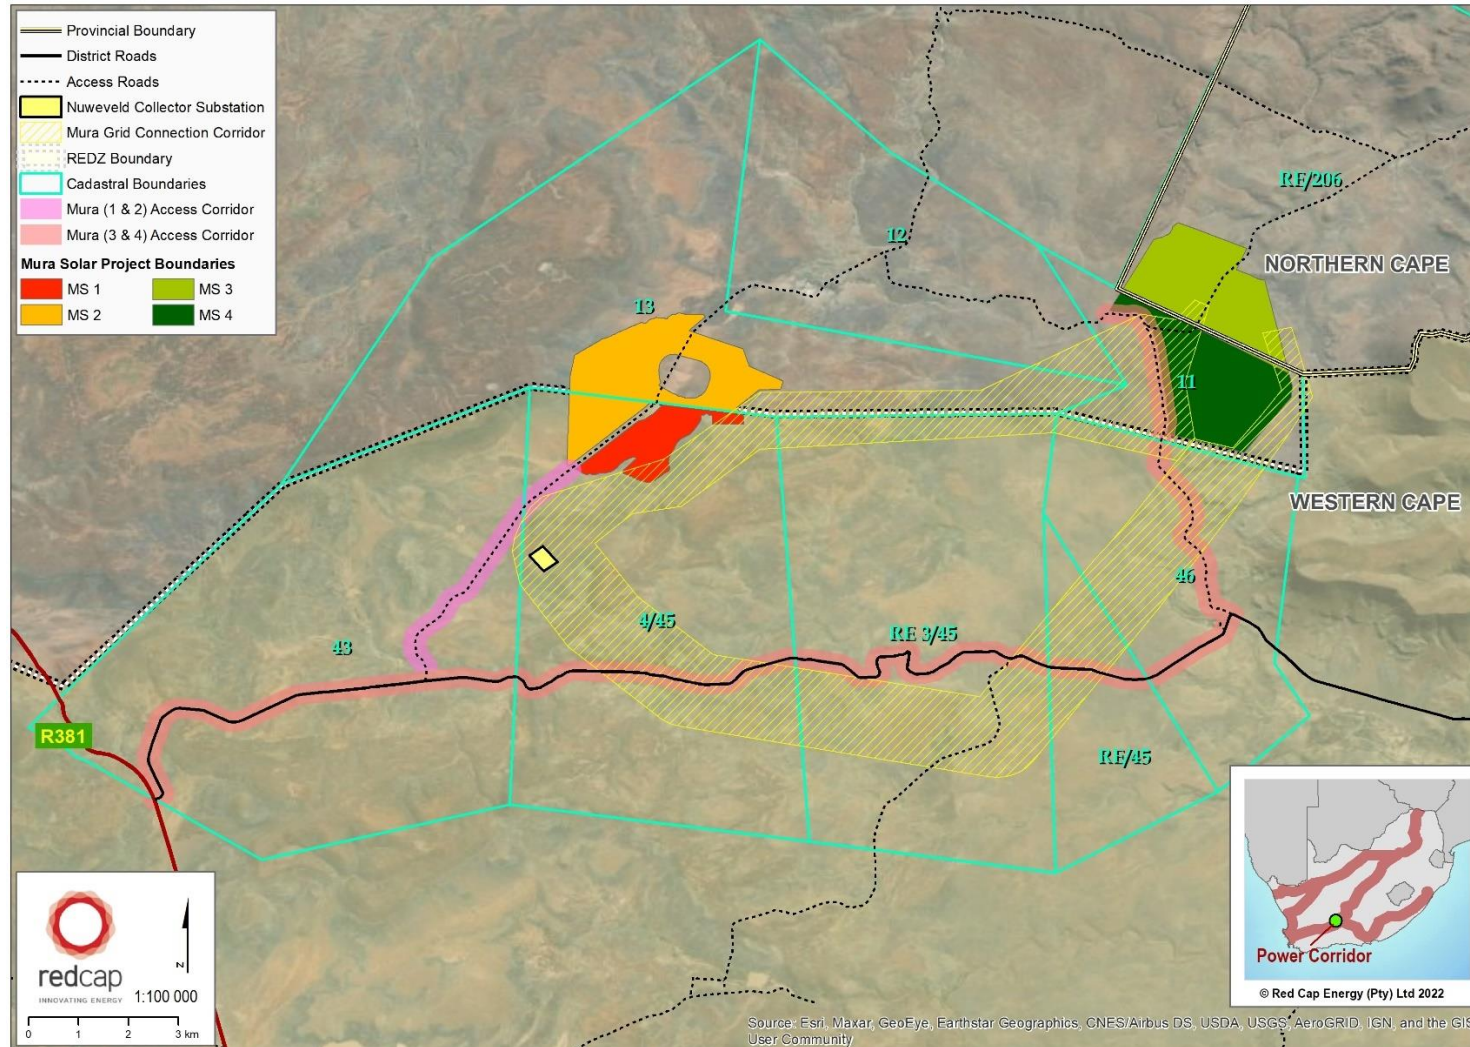 Provincial Boundary
District Roads
Access Roads
Nuweveld Collector Substation
Mura Grid Connection Corridor
REDZ Boundary
Cadastral Boundaries
Mura (1 & 2) Access Corridor
Mura (3 & 4) Access Corridor
Mura Solar Project Boundaries
MS 1
MS 3
MS 2
MS 4
RE/206
12
NORTHERN CAPE
13
11
WESTERN CAPE
46
4/45
RE 3/45
43
R381
RE/45
redcap
INNOVATING ENERGY
N
1:100 000
0 1 2 3 km
Power Corridor
© Red Cap Energy (Pty) Ltd 2022
Source: Esri, Maxar, GeoEye, Earthstar Geographics, CNES/Airbus DS, USDA, USGS, AeroGRID, IGN, and the GIS
User Community